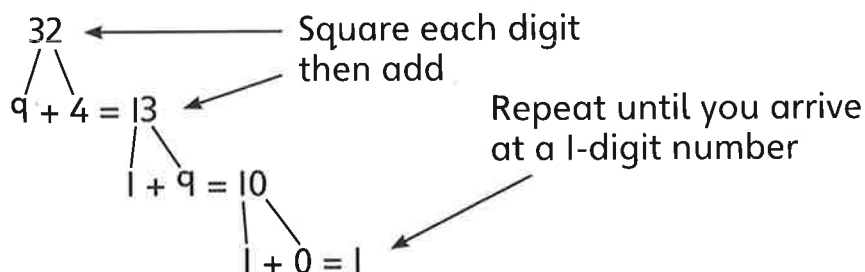 32
Square each digit
then add
9 + 4 = 13
Repeat until you arrive
at a 1-digit number
1 + 9 = 10
1 + 0 = 1